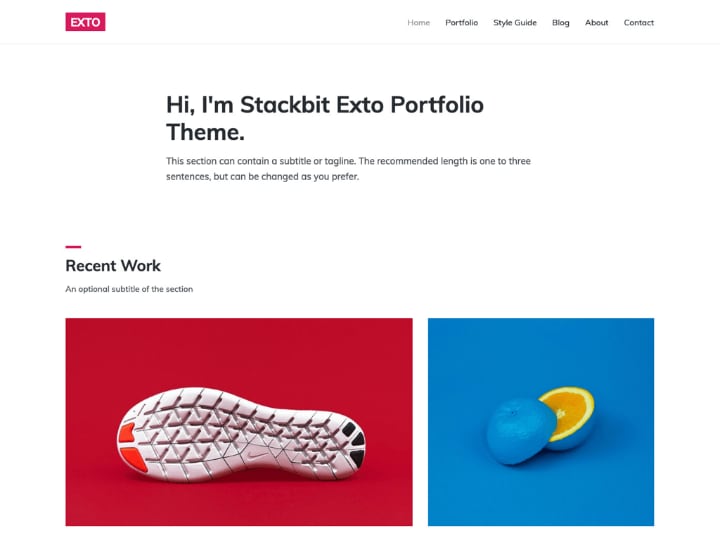 EXTO
Home Portfolio Style Guide Blog About Contact
Hi, I'm Stackbit Exto Portfolio
Theme.
This section can contain a subtitle or tagline. The recommended length is one to three
sentences, but can be changed as you prefer.
Recent Work
An optional subtitle of the section